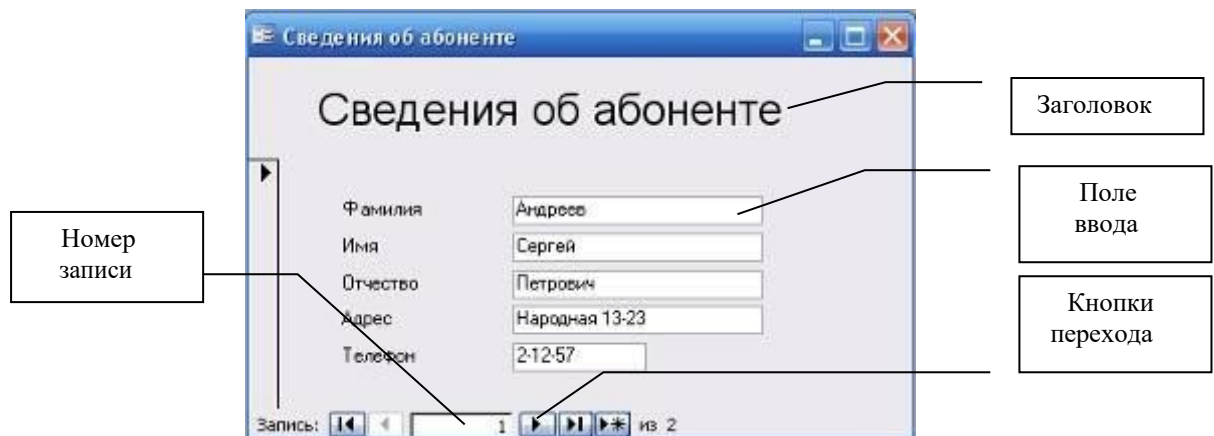 Сведения об абоненте
Сведения об абоненте
Заголовок
Фамилия Андреев
Имя Сергей
Отчество Петрович
Адрес Народная 13-23
Телефон 2-12-57
Поле
ввода
Номер
записи
Кнопки
перехода
Запись: 1 из 2